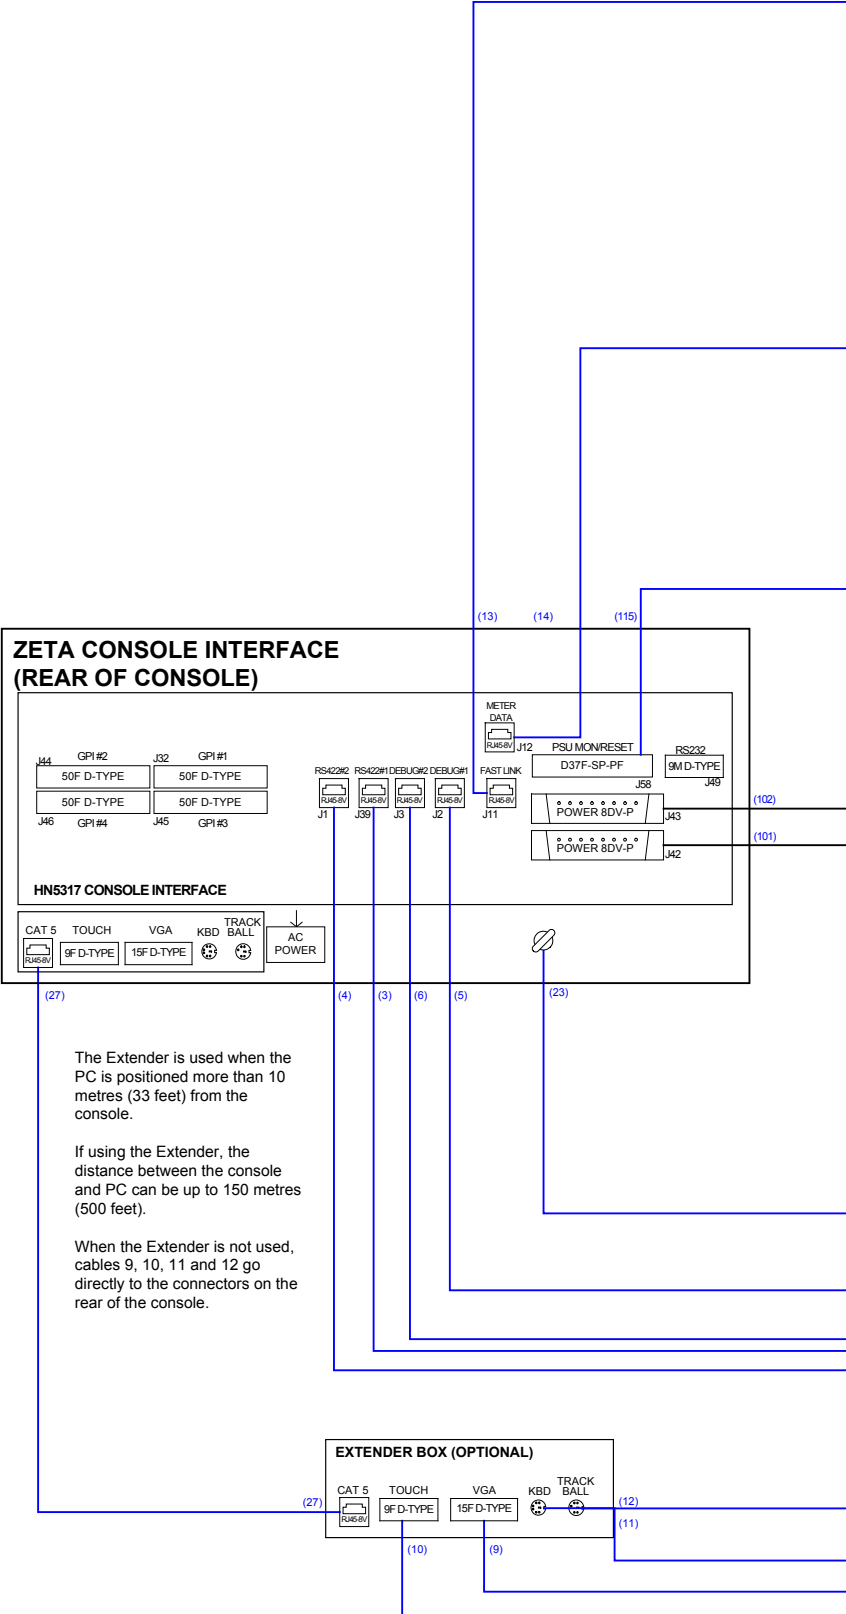 (13) (14) (115)
ZETA CONSOLE INTERFACE
(REAR OF CONSOLE)
METER
DATA
RJ45-8V J12
J44 GPI #2 J32 GPI #1
50F D-TYPE 50F D-TYPE
50F D-TYPE 50F D-TYPE
J46 GPI #4 J45 GPI #3
RS422#2 RS422#1 DEBUG#2 DEBUG#1 FAST LINK
RJ45-8V RJ45-8V RJ45-8V RJ45-8V RJ45-8V
J1 J39 J3 J2 J11
PSU MON/RESET
D37F-SP-PF
J58
RS232
9M D-TYPE
J49
POWER 8DV-P J43 (102)
POWER 8DV-P J42 (101)
HN5317 CONSOLE INTERFACE
CAT 5 TOUCH VGA KBD TRACK
BALL
RJ45-8V 9F D-TYPE 15F D-TYPE
AC
POWER
(27) (4) (3) (6) (5) (23)
The Extender is used when the
PC is positioned more than 10
metres (33 feet) from the
console.
If using the Extender, the
distance between the console
and PC can be up to 150 metres
(500 feet).
When the Extender is not used,
cables 9, 10, 11 and 12 go
directly to the connectors on the
rear of the console.
EXTENDER BOX (OPTIONAL)
CAT 5 TOUCH VGA KBD TRACK
BALL
(27) RJ45-8V 9F D-TYPE 15F D-TYPE (12)
(11)
(10) (9)